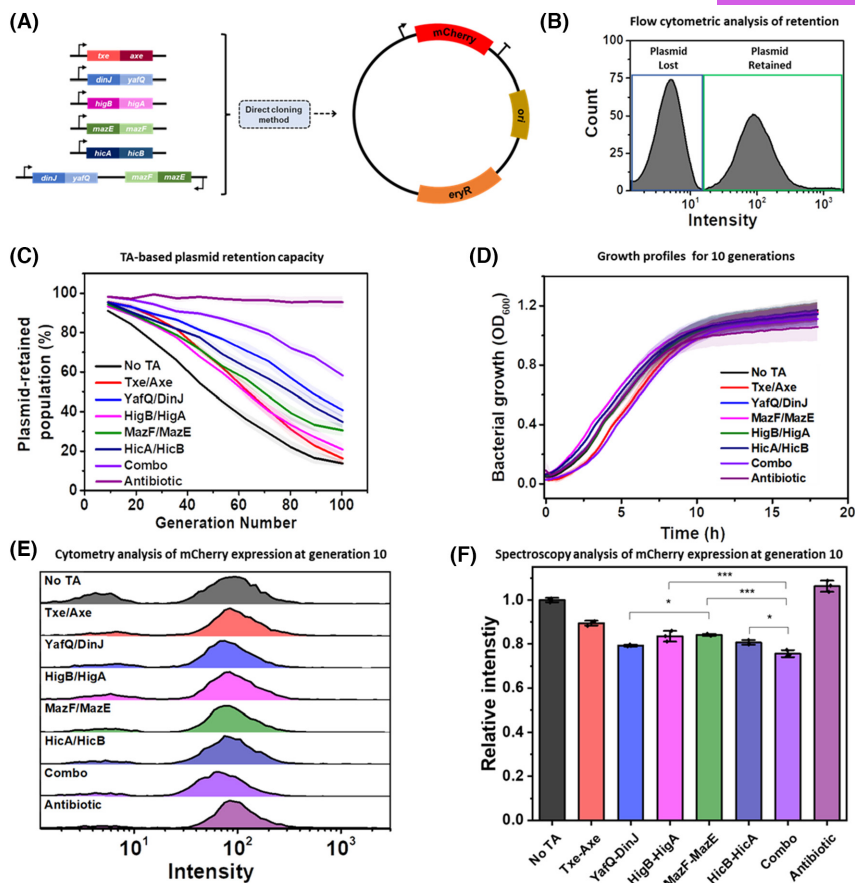 (A)
txe axe
dinJ yafQ
higB higA
mazE mazF
hicA hicB
dinJ yafQ mazF mazE
Direct cloning
method
mCherry
ori
eryR
(B)
Flow cytometric analysis of retention
Plasmid
Lost
Plasmid
Retained
Count
100
75
50
25
0
10¹ 10² 10³
Intensity
(C)
TA-based plasmid retention capacity
Plasmid-retained
population (%)
100
80
60
40
20
No TA
Txe/Axe
YafQ/DinJ
HigB/HigA
MazF/MazE
HicA/HicB
Combo
Antibiotic
0 20 40 60 80 100
Generation Number
(D)
Growth profiles for 10 generations
Bacterial growth (OD₆₀₀)
1.2
0.8
0.4
0.0
No TA
Txe/Axe
YafQ/DinJ
MazF/MazE
HigB/HigA
HicA/HicB
Combo
Antibiotic
0 5 10 15 20
Time (h)
(E)
Cytometry analysis of mCherry expression at generation 10
No TA
Txe/Axe
YafQ/DinJ
HigB/HigA
MazF/MazE
HicA/HicB
Combo
Antibiotic
10¹ 10² 10³
Intensity
(F)
Spectroscopy analysis of mCherry expression at generation 10
Relative intenstiy
1.0
0.8
0.6
0.4
0.2
0.0
***
***
* *
No TA
Txe-Axe
YafQ-DinJ
HigB-HigA
MazF-MazE
HicB-HicA
Combo
Antibiotic